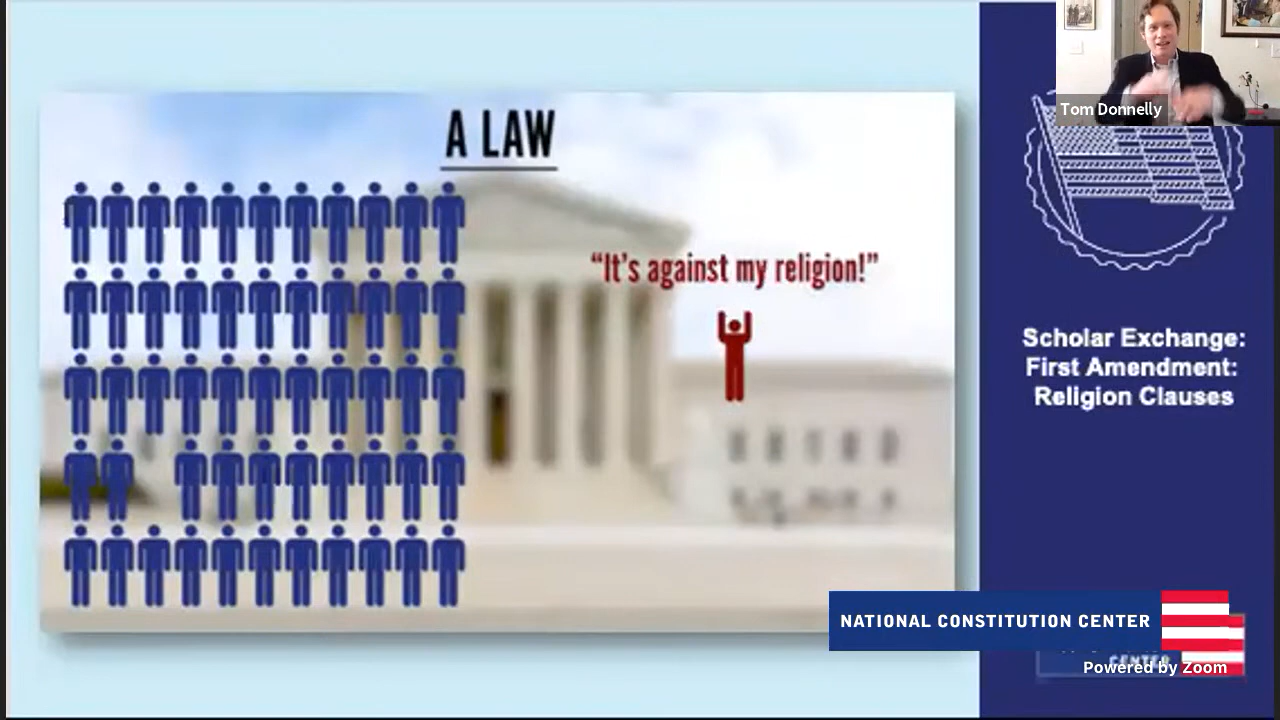 A LAW
“It’s against my religion!”
Tom Donnelly
Scholar Exchange:
First Amendment:
Religion Clauses
NATIONAL CONSTITUTION CENTER
CENTER
Powered by Zoom